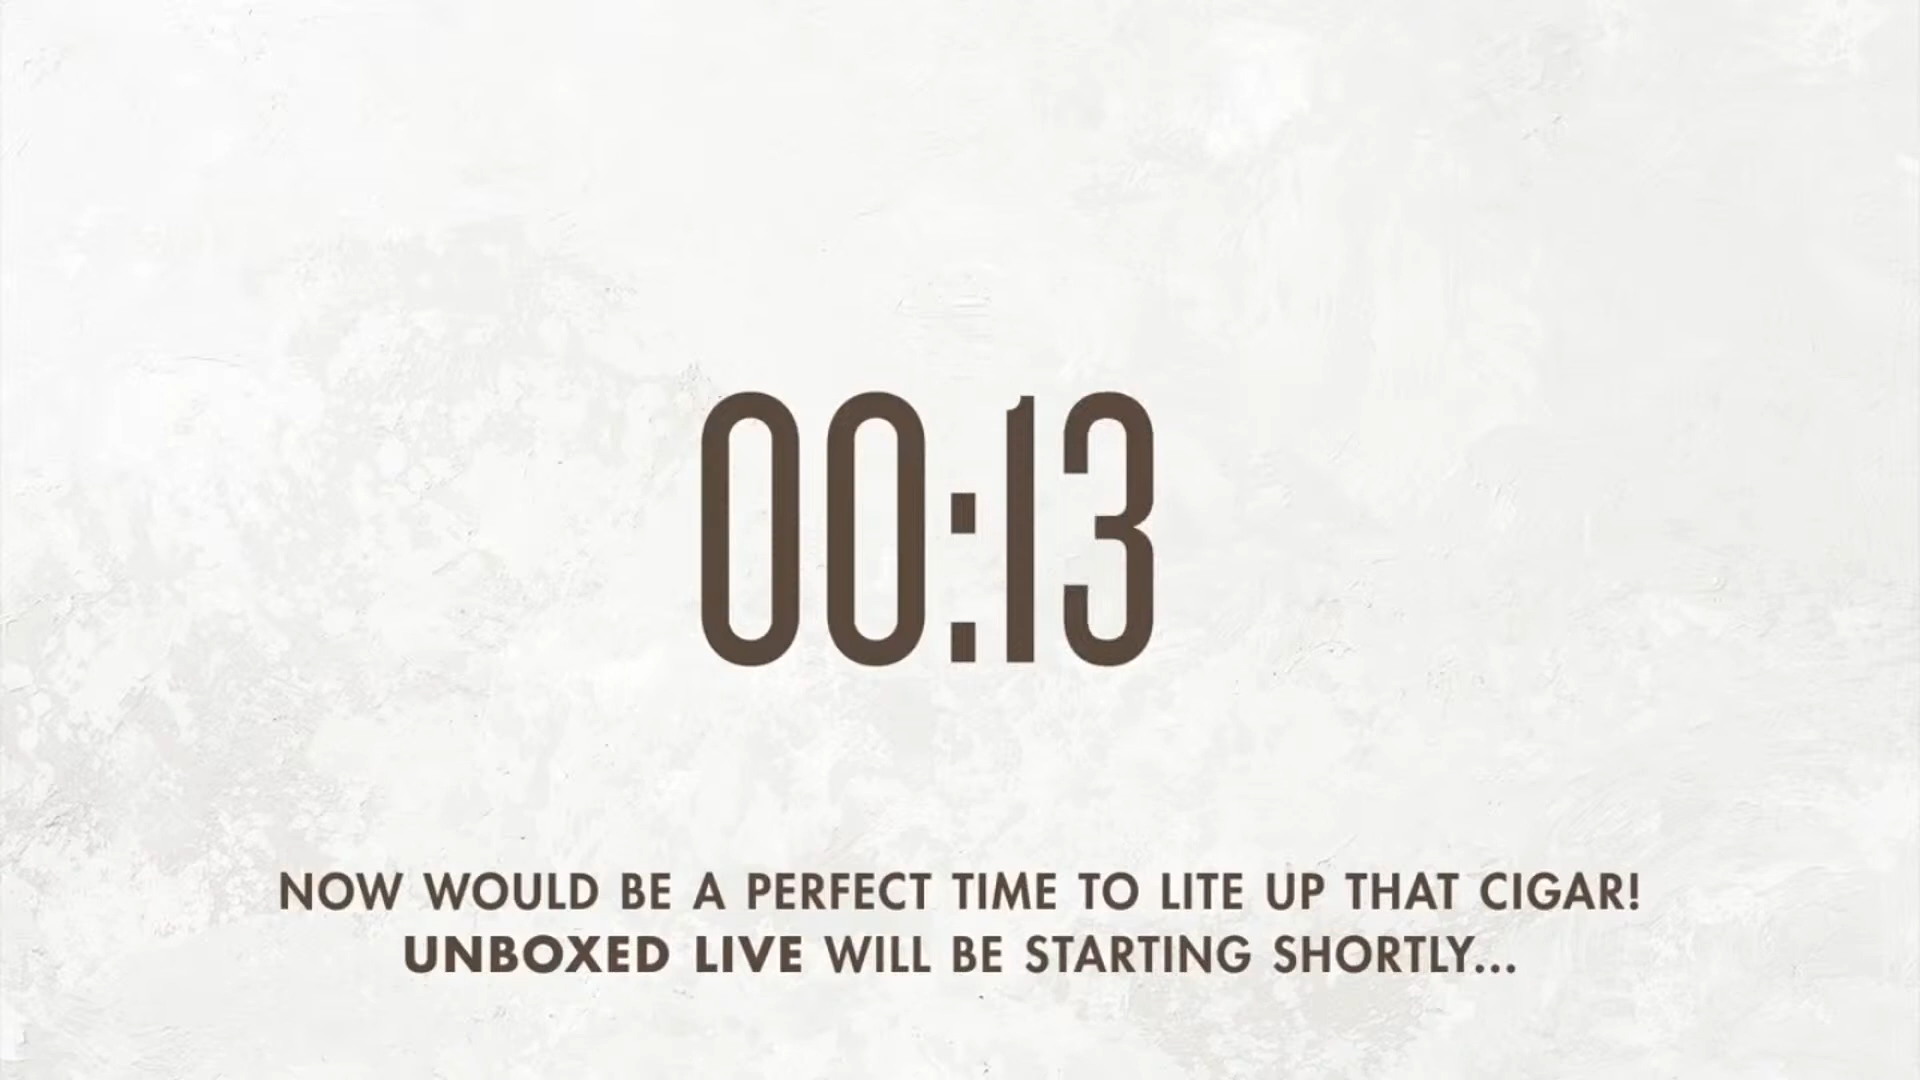 00:13
NOW WOULD BE A PERFECT TIME TO LITE UP THAT CIGAR!
UNBOXED LIVE WILL BE STARTING SHORTLY...